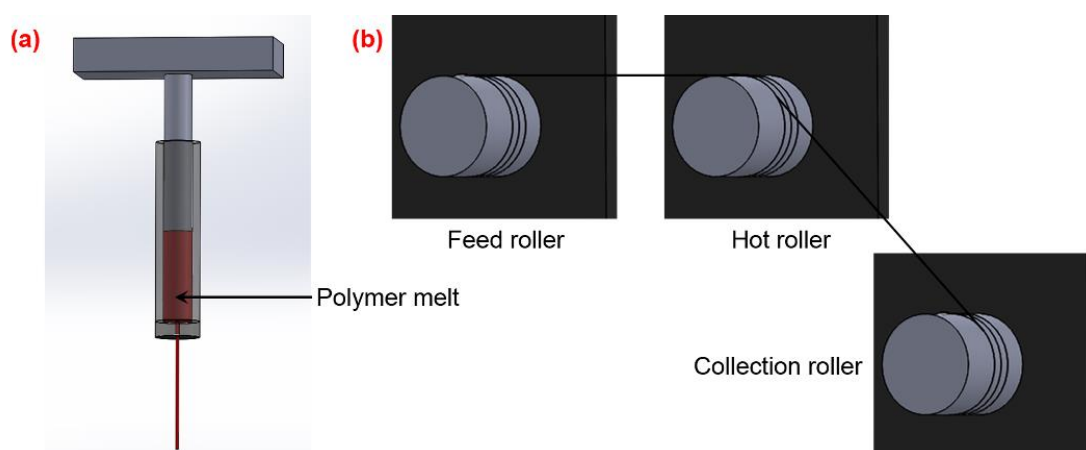 (a)
(b)
Feed roller
Hot roller
Polymer melt
Collection roller